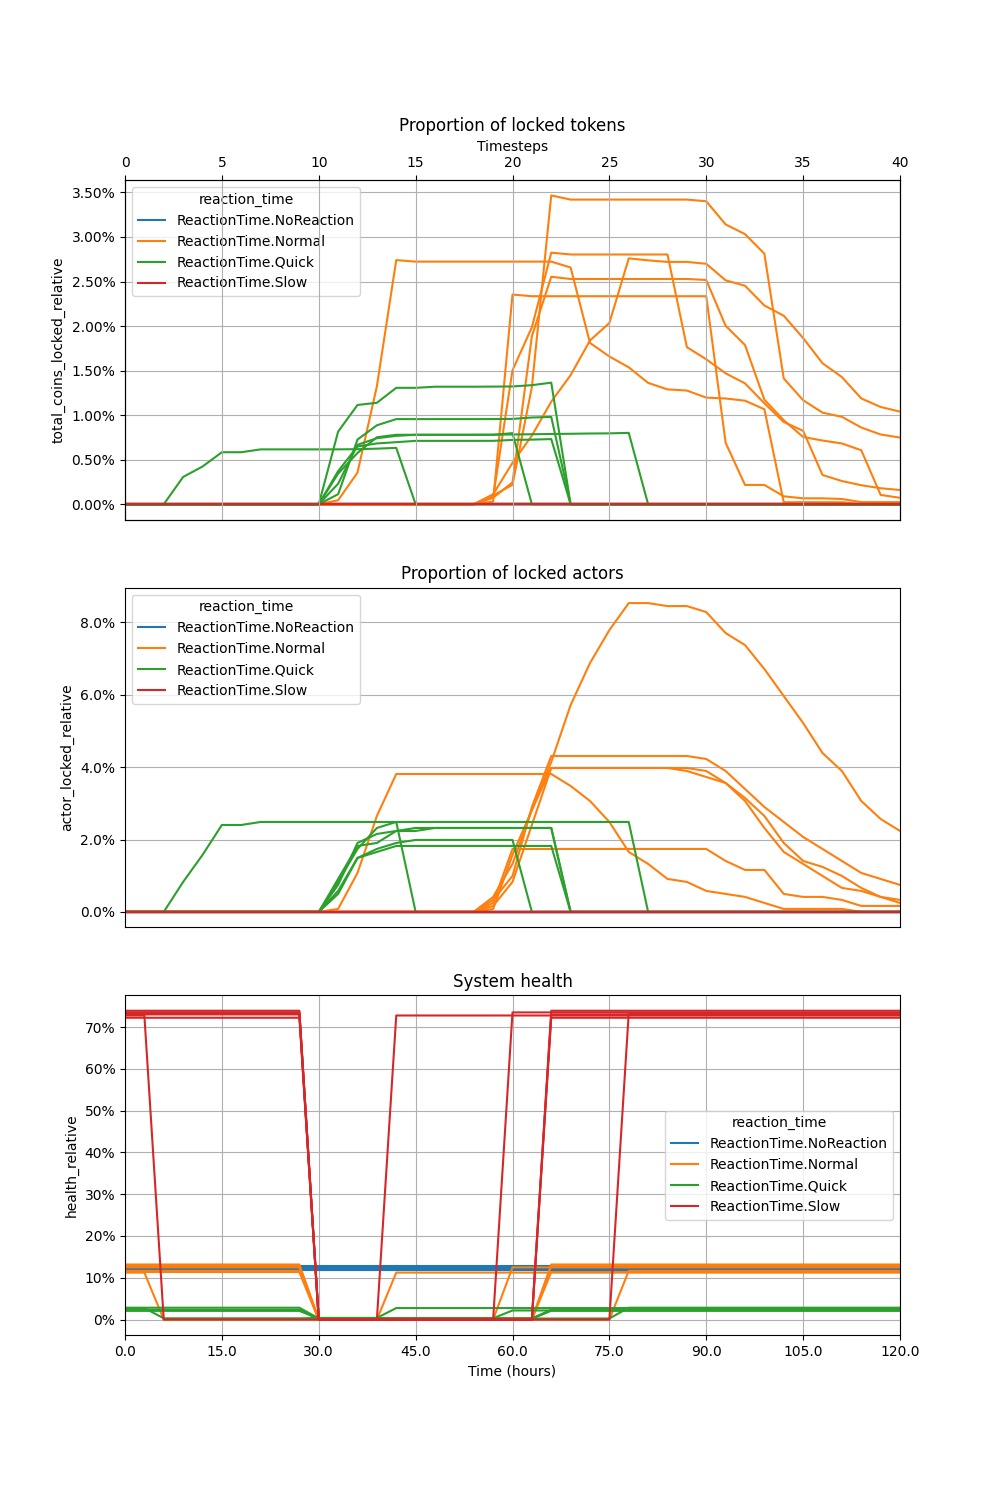 Proportion of locked tokens
Timesteps
0 5 10 15 20 25 30 35 40
reaction_time
ReactionTime.NoReaction
ReactionTime.Normal
ReactionTime.Quick
ReactionTime.Slow
3.50%
3.00%
2.50%
2.00%
1.50%
1.00%
0.50%
0.00%
total_coins_locked_relative
Proportion of locked actors
reaction_time
ReactionTime.NoReaction
ReactionTime.Normal
ReactionTime.Quick
ReactionTime.Slow
8.0%
6.0%
4.0%
2.0%
0.0%
actor_locked_relative
System health
70%
60%
50%
40%
30%
20%
10%
0%
health_relative
reaction_time
ReactionTime.NoReaction
ReactionTime.Normal
ReactionTime.Quick
ReactionTime.Slow
0.0 15.0 30.0 45.0 60.0 75.0 90.0 105.0 120.0
Time (hours)